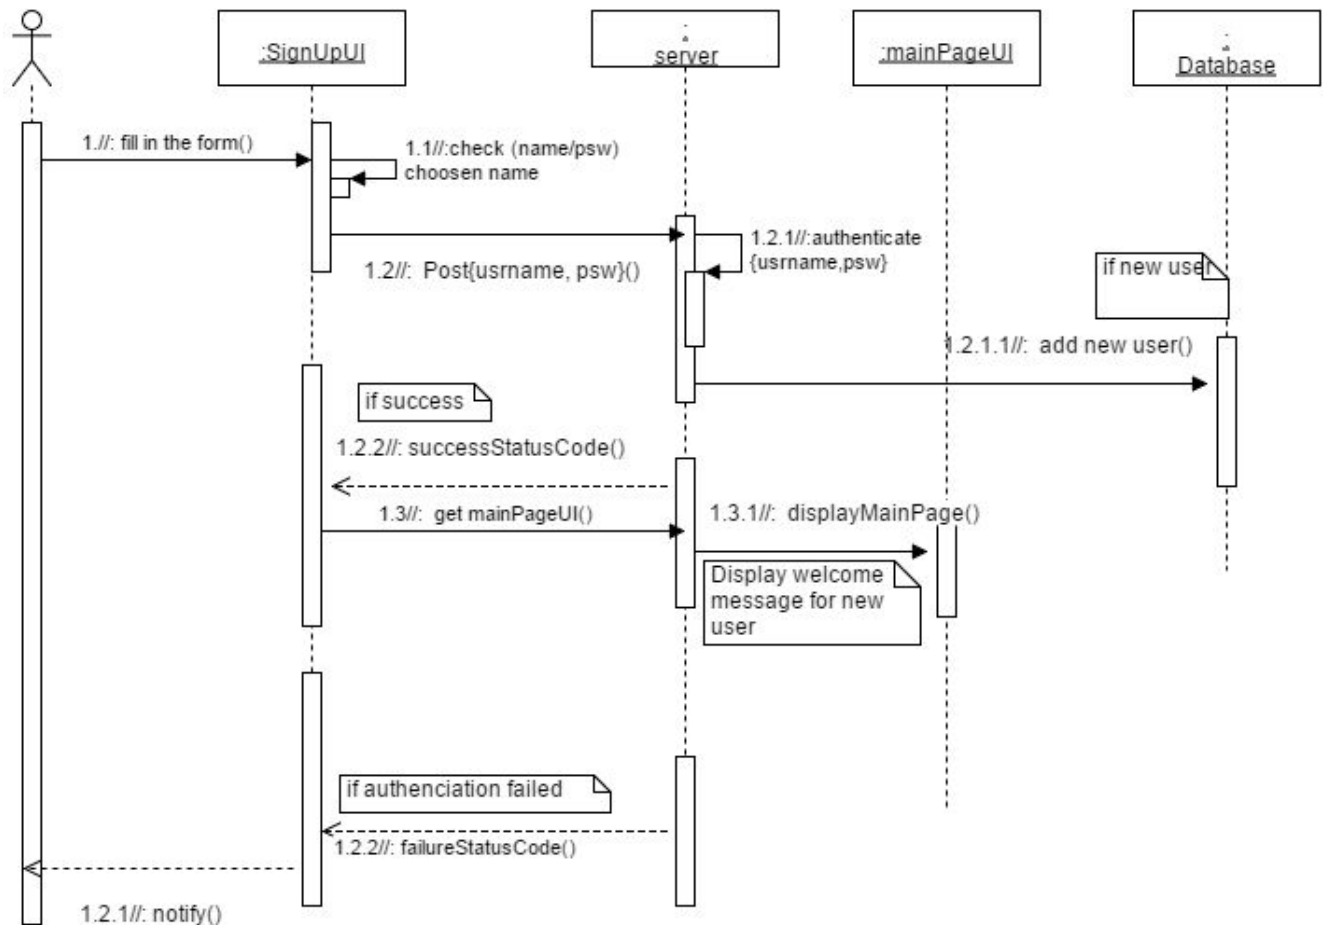 :SignUpUI
:
server
:mainPageUI
:
Database
1.//: fill in the form()
1.1//:check (name/psw)
choosen name
1.2//:  Post{usrname, psw}()
1.2.1//:authenticate
{usrname,psw}
if new user
1.2.1.1//:  add new user()
if success
1.2.2//: successStatusCode()
1.3//:  get mainPageUI()
1.3.1//:  displayMainPage()
Display welcome
message for new
user
if authenciation failed
1.2.2//: failureStatusCode()
1.2.1//: notify()